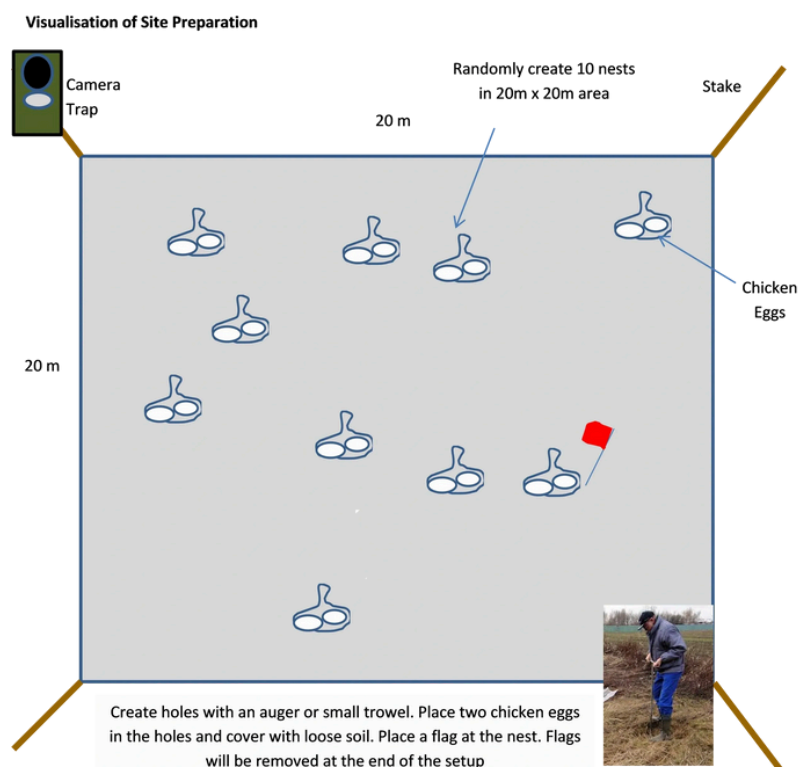 Visualisation of Site Preparation
Camera
Trap
Randomly create 10 nests
in 20m x 20m area
Stake
20 m
Chicken
Eggs
20 m
Create holes with an auger or small trowel. Place two chicken eggs
in the holes and cover with loose soil. Place a flag at the nest. Flags
will be removed at the end of the setup